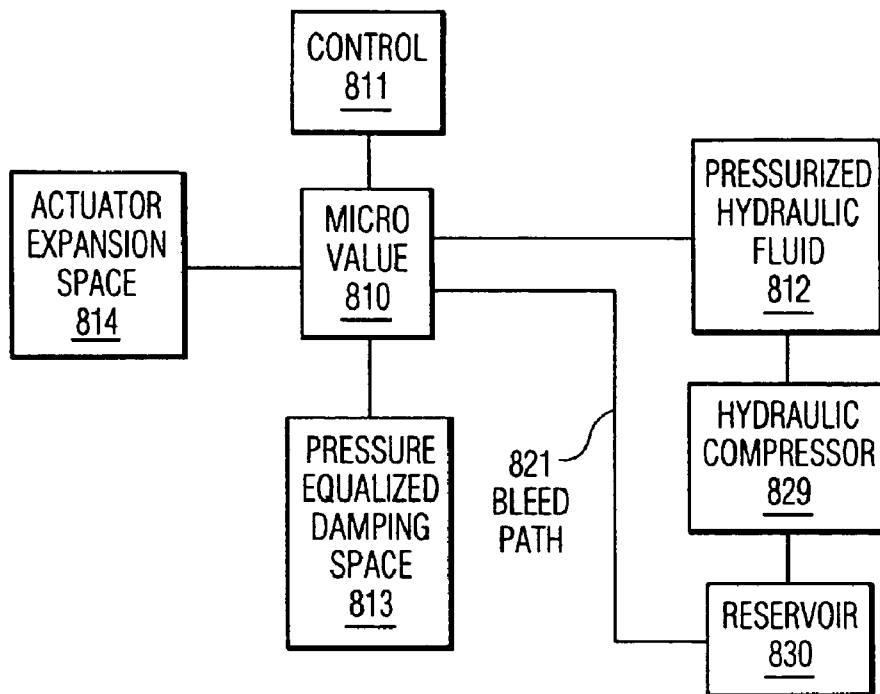 CONTROL
811
ACTUATOR
EXPANSION
SPACE
814
MICRO
VALUE
810
PRESSURIZED
HYDRAULIC
FLUID
812
PRESSURE
EQUALIZED
DAMPING
SPACE
813
821
BLEED
PATH
HYDRAULIC
COMPRESSOR
829
RESERVOIR
830